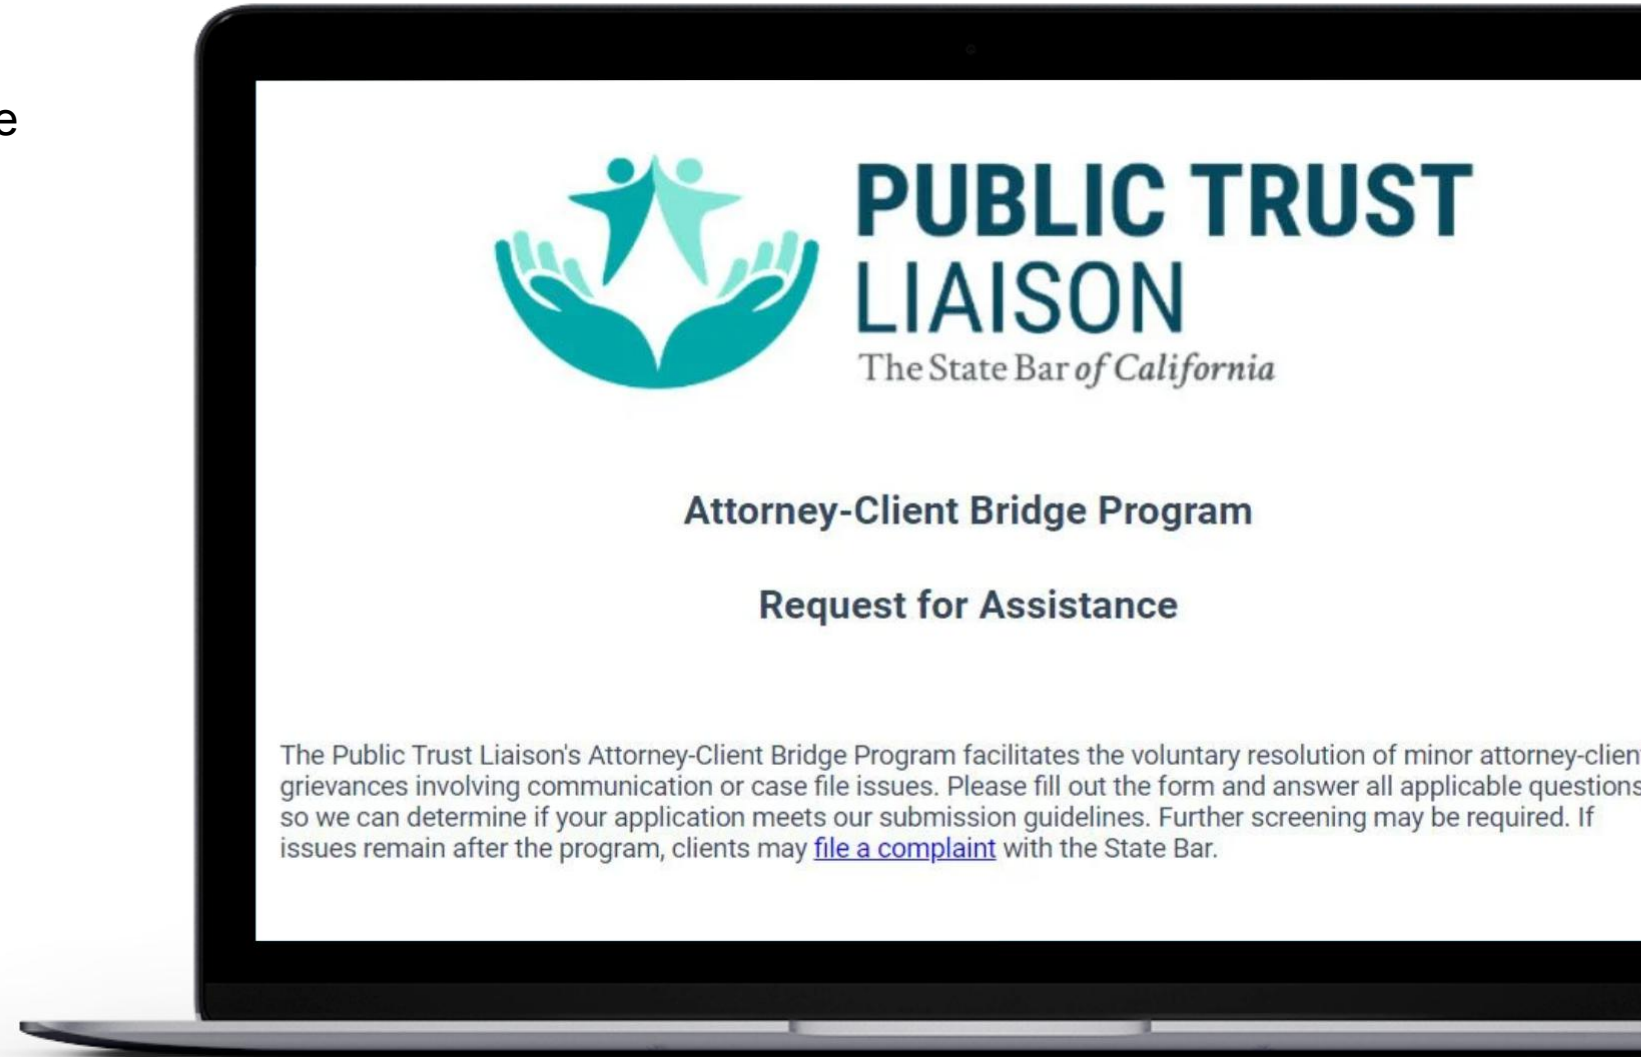 e
PUBLIC TRUST
LIAISON
The State Bar of California
Attorney-Client Bridge Program
Request for Assistance
The Public Trust Liaison's Attorney-Client Bridge Program facilitates the voluntary resolution of minor attorney-client
grievances involving communication or case file issues. Please fill out the form and answer all applicable questions
so we can determine if your application meets our submission guidelines. Further screening may be required. If
issues remain after the program, clients may file a complaint with the State Bar.